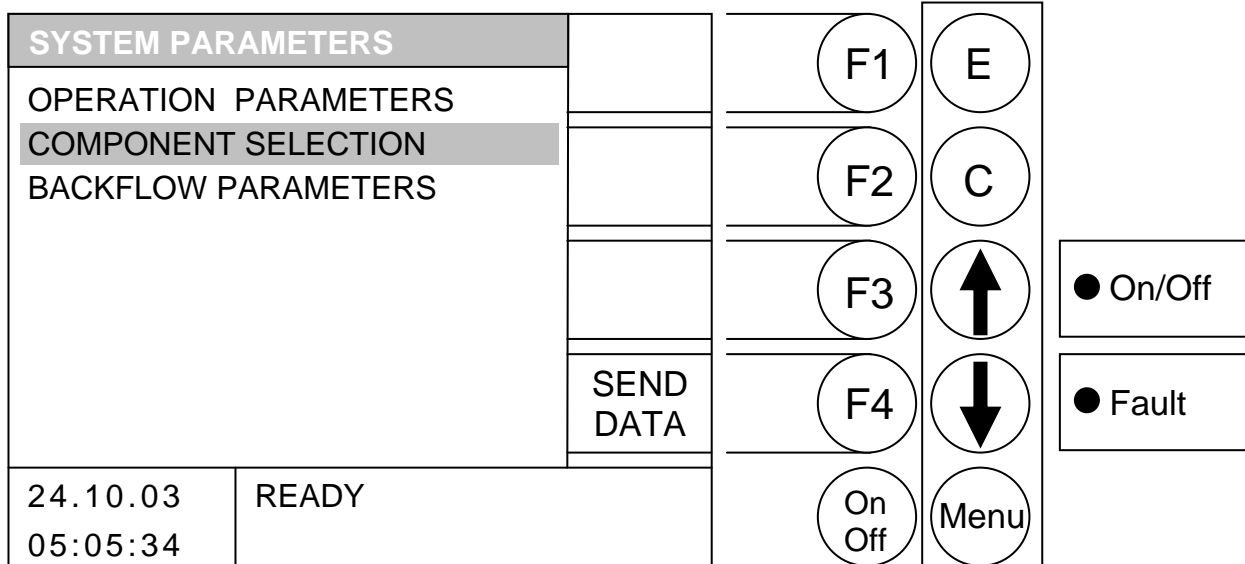 SYSTEM PARAMETERS
OPERATION PARAMETERS
COMPONENT SELECTION
BACKFLOW PARAMETERS
SEND
DATA
24.10.03
05:05:34
READY
F1
F2
F3
F4
On
Off
E
C
Menu
On/Off
Fault